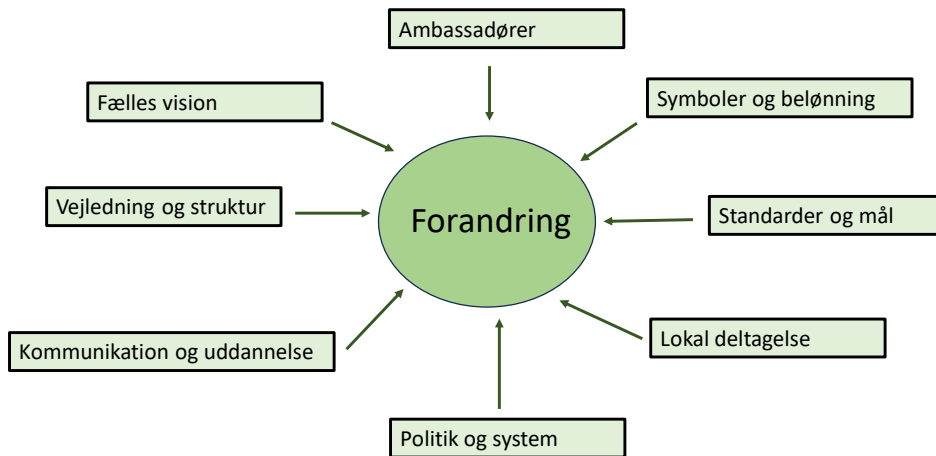 Ambassadører
Fælles vision
Symboler og belønning
Vejledning og struktur
Forandring
Standarder og mål
Kommunikation og uddannelse
Lokal deltagelse
Politik og system